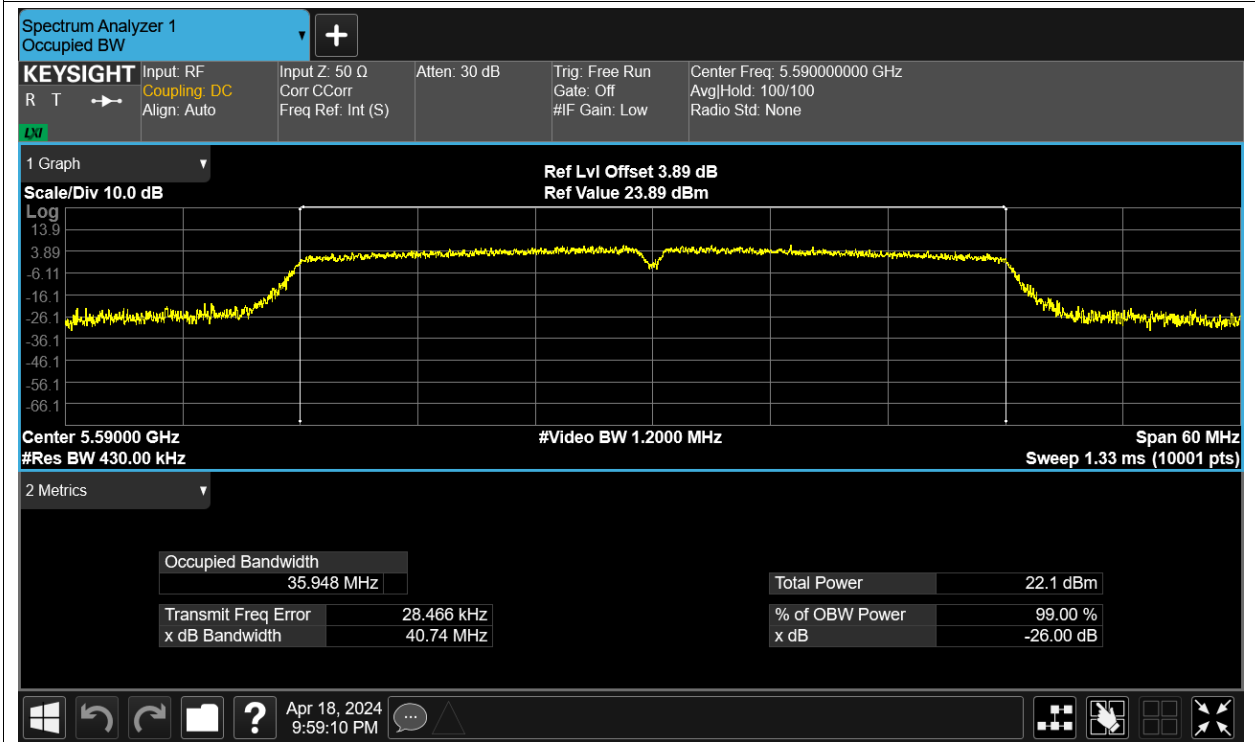 Spectrum Analyzer 1
Occupied BW
KEYSIGHT
R T
LXI
Input: RF
Coupling: DC
Align: Auto
Input Z: 50 Ω
Corr CCorr
Freq Ref: Int (S)
Atten: 30 dB
Trig: Free Run
Gate: Off
#IF Gain: Low
Center Freq: 5.590000000 GHz
Avg|Hold: 100/100
Radio Std: None
1 Graph
Scale/Div 10.0 dB
Ref Lvl Offset 3.89 dB
Ref Value 23.89 dBm
Log
13.9
3.89
-6.11
-16.1
-26.1
-36.1
-46.1
-56.1
-66.1
Center 5.59000 GHz
#Res BW 430.00 kHz
#Video BW 1.2000 MHz
Span 60 MHz
Sweep 1.33 ms (10001 pts)
2 Metrics
Occupied Bandwidth
35.948 MHz
Transmit Freq Error 28.466 kHz
x dB Bandwidth 40.74 MHz
Total Power 22.1 dBm
% of OBW Power 99.00 %
x dB -26.00 dB
?
Apr 18, 2024
9:59:10 PM